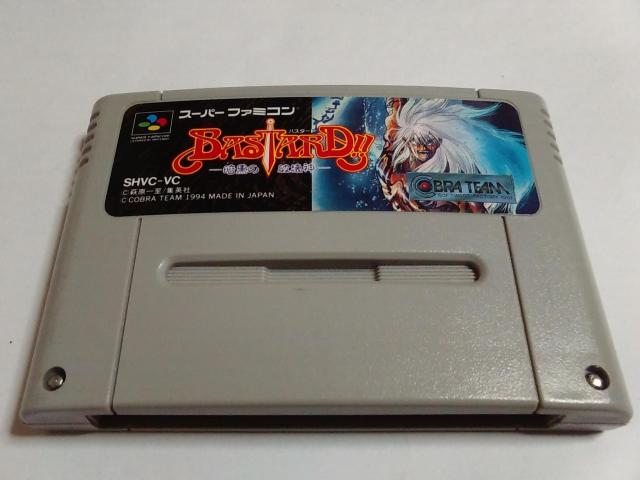 スーパーファミコン
BASTARD!!
バスタード
暗黒の破壊神
SHVC-VC
© 萩原一至/集英社
© COBRA TEAM 1994 MADE IN JAPAN
COBRA TEAM